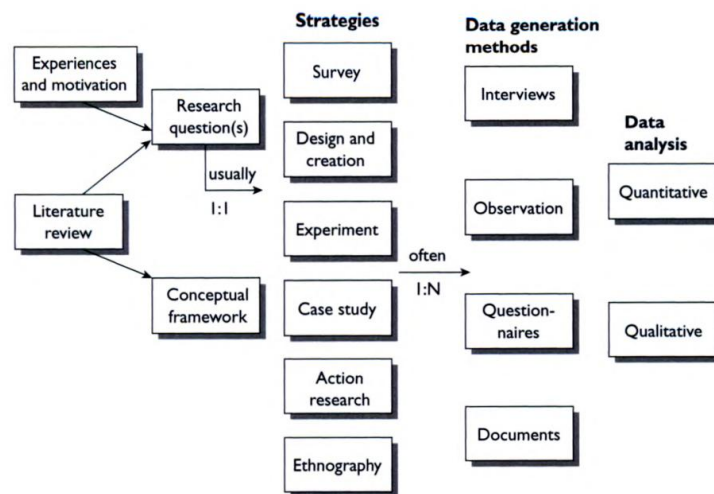 Experiences
and motivation
Literature
review
Research
question(s)
usually
1:1
Conceptual
framework
Strategies
Survey
Design and
creation
Experiment
Case study
Action
research
Ethnography
often
1:N
Data generation
methods
Interviews
Observation
Question-
naires
Documents
Data
analysis
Quantitative
Qualitative